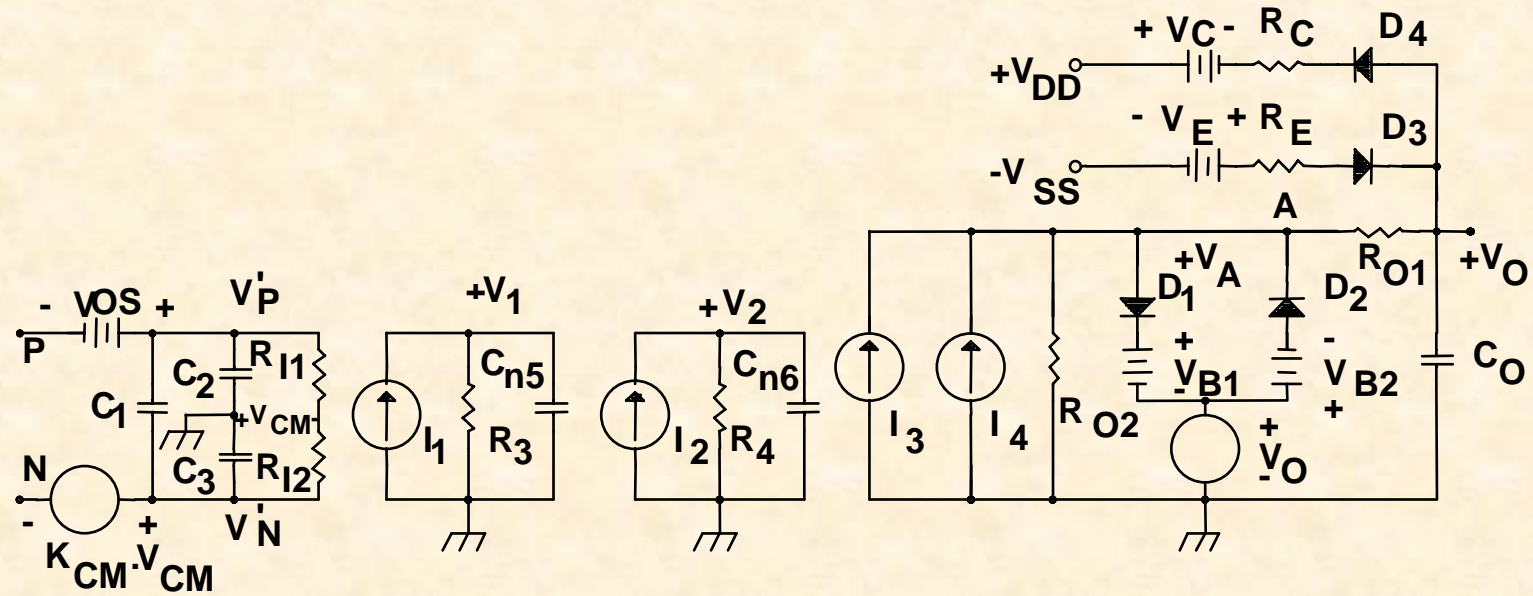 + VC - RC D4
+VDD
- VE + RE D3
-VSS
A
+VA RO1 +VO
D1 D2
- VOS + V'P +V1 +V2
P
C2 RI1 Cn5 Cn6
+ VB1 - - VB2 + CO
C1 +VCM-
I1 R3 I2 R4 I3 I4 RO2
N C3 RI2
+ VO -
- + V'N
KCM.VCM